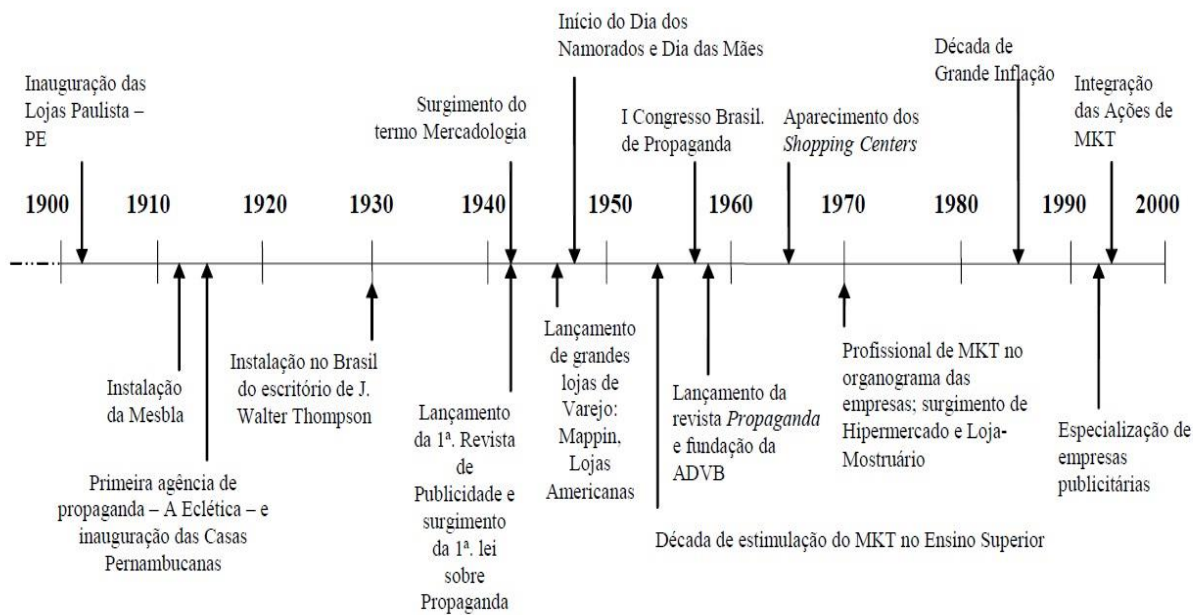 Início do Dia dos
Namorados e Dia das Mães
Década de
Grande Inflação
Inauguração das
Lojas Paulista –
PE
Surgimento do
termo Mercadologia
I Congresso Brasil.
de Propaganda
Aparecimento dos
Shopping Centers
Integração
das Ações de
MKT
1900 1910 1920 1930 1940 1950 1960 1970 1980 1990 2000
Instalação
da Mesbla
Primeira agência de
propaganda – A Eclética – e
inauguração das Casas
Pernambucanas
Instalação no Brasil
do escritório de J.
Walter Thompson
Lançamento
da 1ª. Revista
de
Publicidade e
surgimento
da 1ª. lei
sobre
Propaganda
Lançamento
de grandes
lojas de
Varejo:
Mappin,
Lojas
Americanas
Lançamento da
revista Propaganda
e fundação da
ADVB
Década de estimulação do MKT no Ensino Superior
Profissional de MKT no
organograma das
empresas; surgimento de
Hipermercado e Loja-
Mostruário
Especialização de
empresas
publicitárias